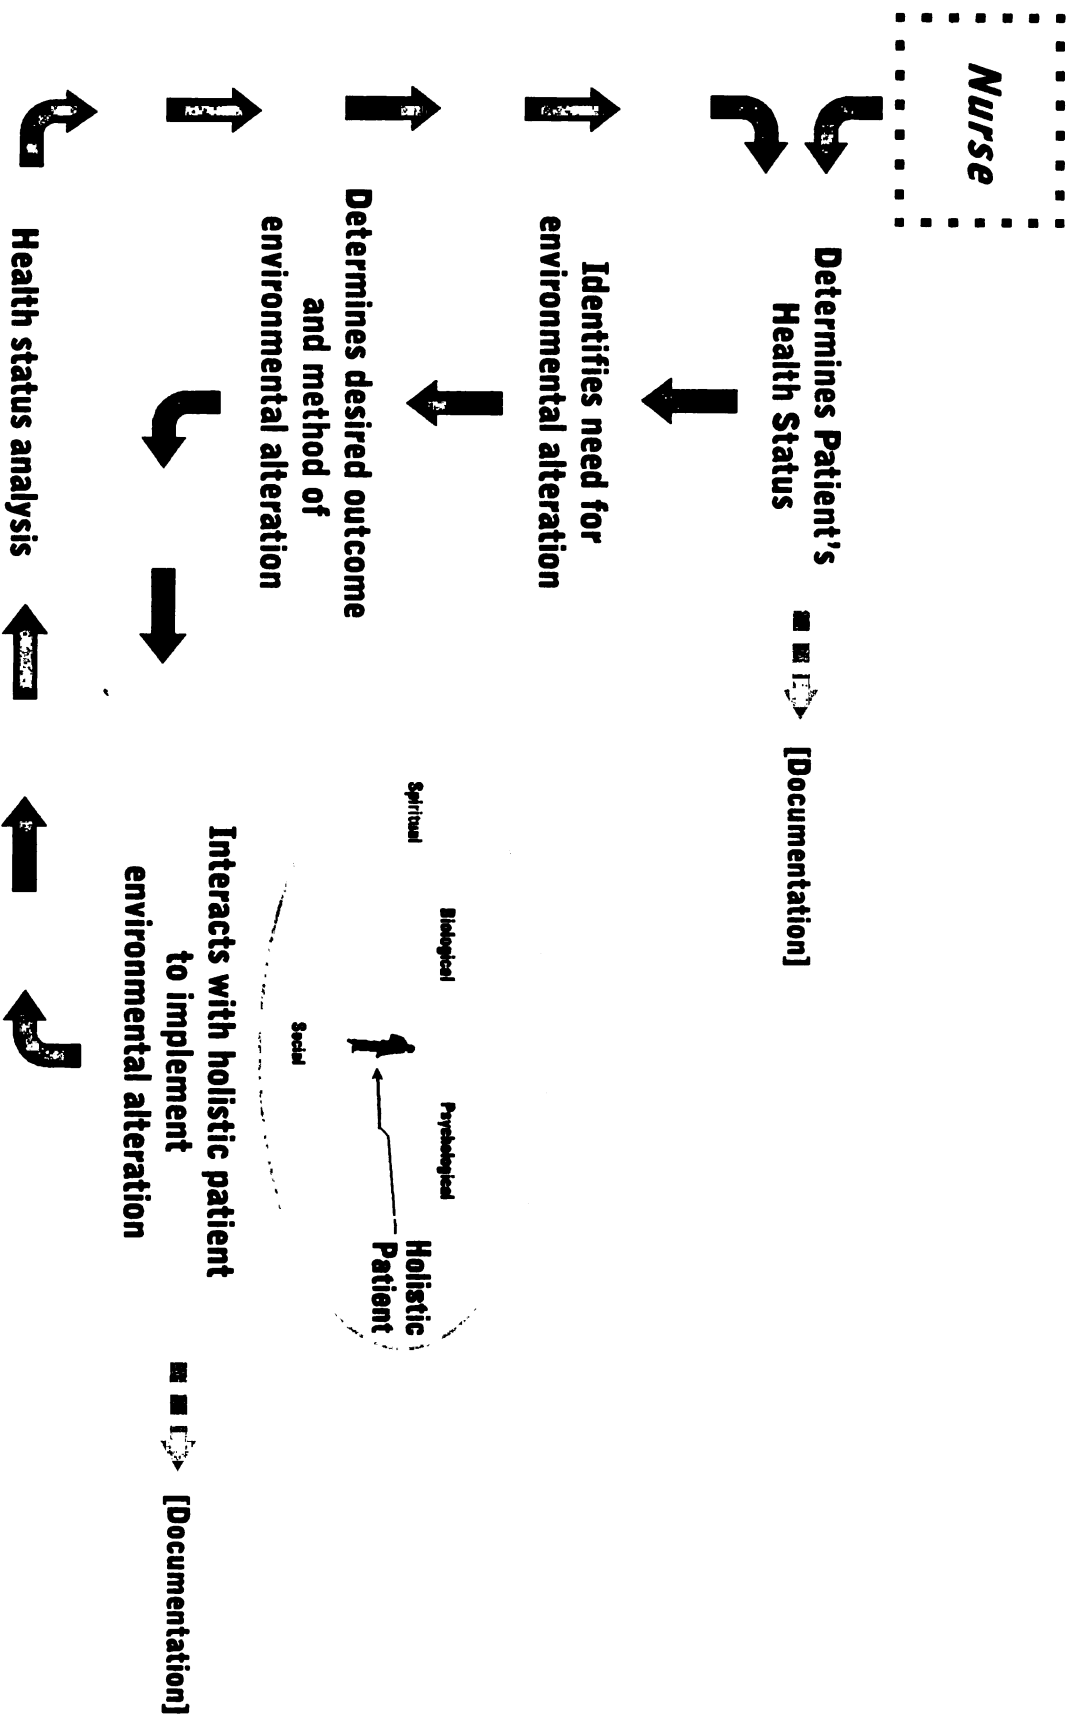 Nurse
Determines Patient's
Health Status
[Documentation]
Identifies need for
environmental alteration
Determines desired outcome
and method of
environmental alteration
Spiritual
Biological
Psychological
Social
Holistic
Patient
Interacts with holistic patient
to implement
environmental alteration
[Documentation]
Health status analysis